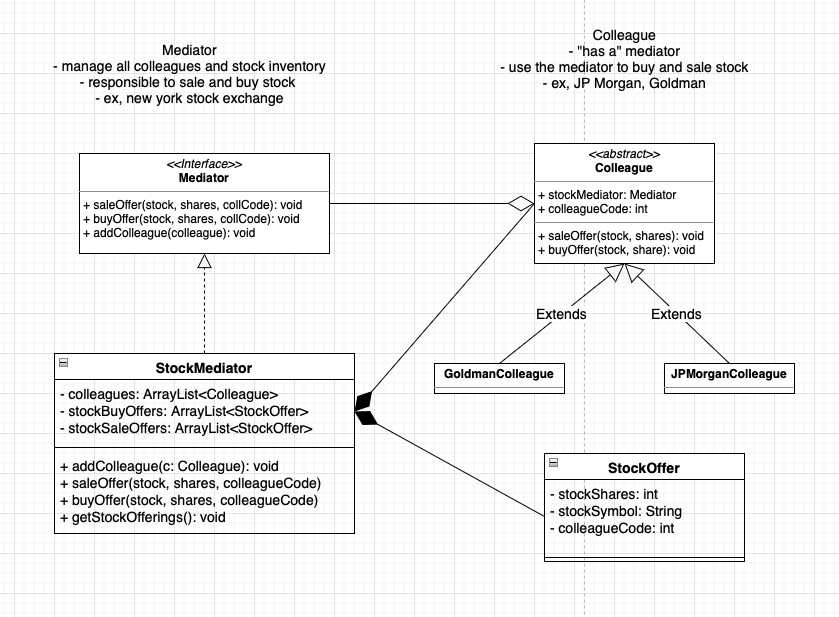 Mediator
- manage all colleagues and stock inventory
- responsible to sale and buy stock
- ex, new york stock exchange
Colleague
- "has a" mediator
- use the mediator to buy and sale stock
- ex, JP Morgan, Goldman
<<Interface>>
Mediator
+ saleOffer(stock, shares, collCode): void
+ buyOffer(stock, shares, collCode): void
+ addColleague(colleague): void
<<abstract>>
Colleague
+ stockMediator: Mediator
+ colleagueCode: int
+ saleOffer(stock, shares): void
+ buyOffer(stock, share): void
Extends
Extends
StockMediator
- colleagues: ArrayList<Colleague>
- stockBuyOffers: ArrayList<StockOffer>
- stockSaleOffers: ArrayList<StockOffer>
+ addColleague(c: Colleague): void
+ saleOffer(stock, shares, colleagueCode)
+ buyOffer(stock, shares, colleagueCode)
+ getStockOfferings(): void
GoldmanColleague
JPMorganColleague
StockOffer
- stockShares: int
- stockSymbol: String
- colleagueCode: int